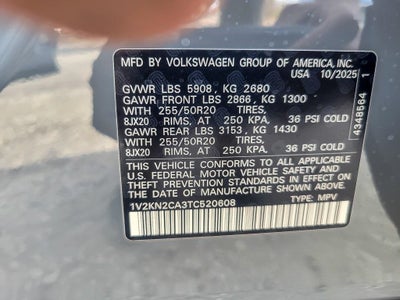 MFD. BY VOLKSWAGEN GROUP OF AMERICA, INC.
USA 10/2025
GVWR LBS 5908, KG 2680
GAWR FRONT LBS 2866, KG 1300
WITH 255/50R20 TIRES,
8JX20 RIMS, AT 250 KPA, 36 PSI COLD
GAWR REAR LBS 3153, KG 1430
WITH 255/50R20 TIRES,
8JX20 RIMS, AT 250 KPA, 36 PSI COLD
THIS VEHICLE CONFORMS TO ALL APPLICABLE U.S.
FEDERAL MOTOR VEHICLE SAFETY, BUMPER, AND
THEFT PREVENTION STANDARDS IN EFFECT ON
THE DATE OF MANUFACTURE SHOWN ABOVE.
1V2KN2CA3TC520608 TYPE: MPV
4348564 1